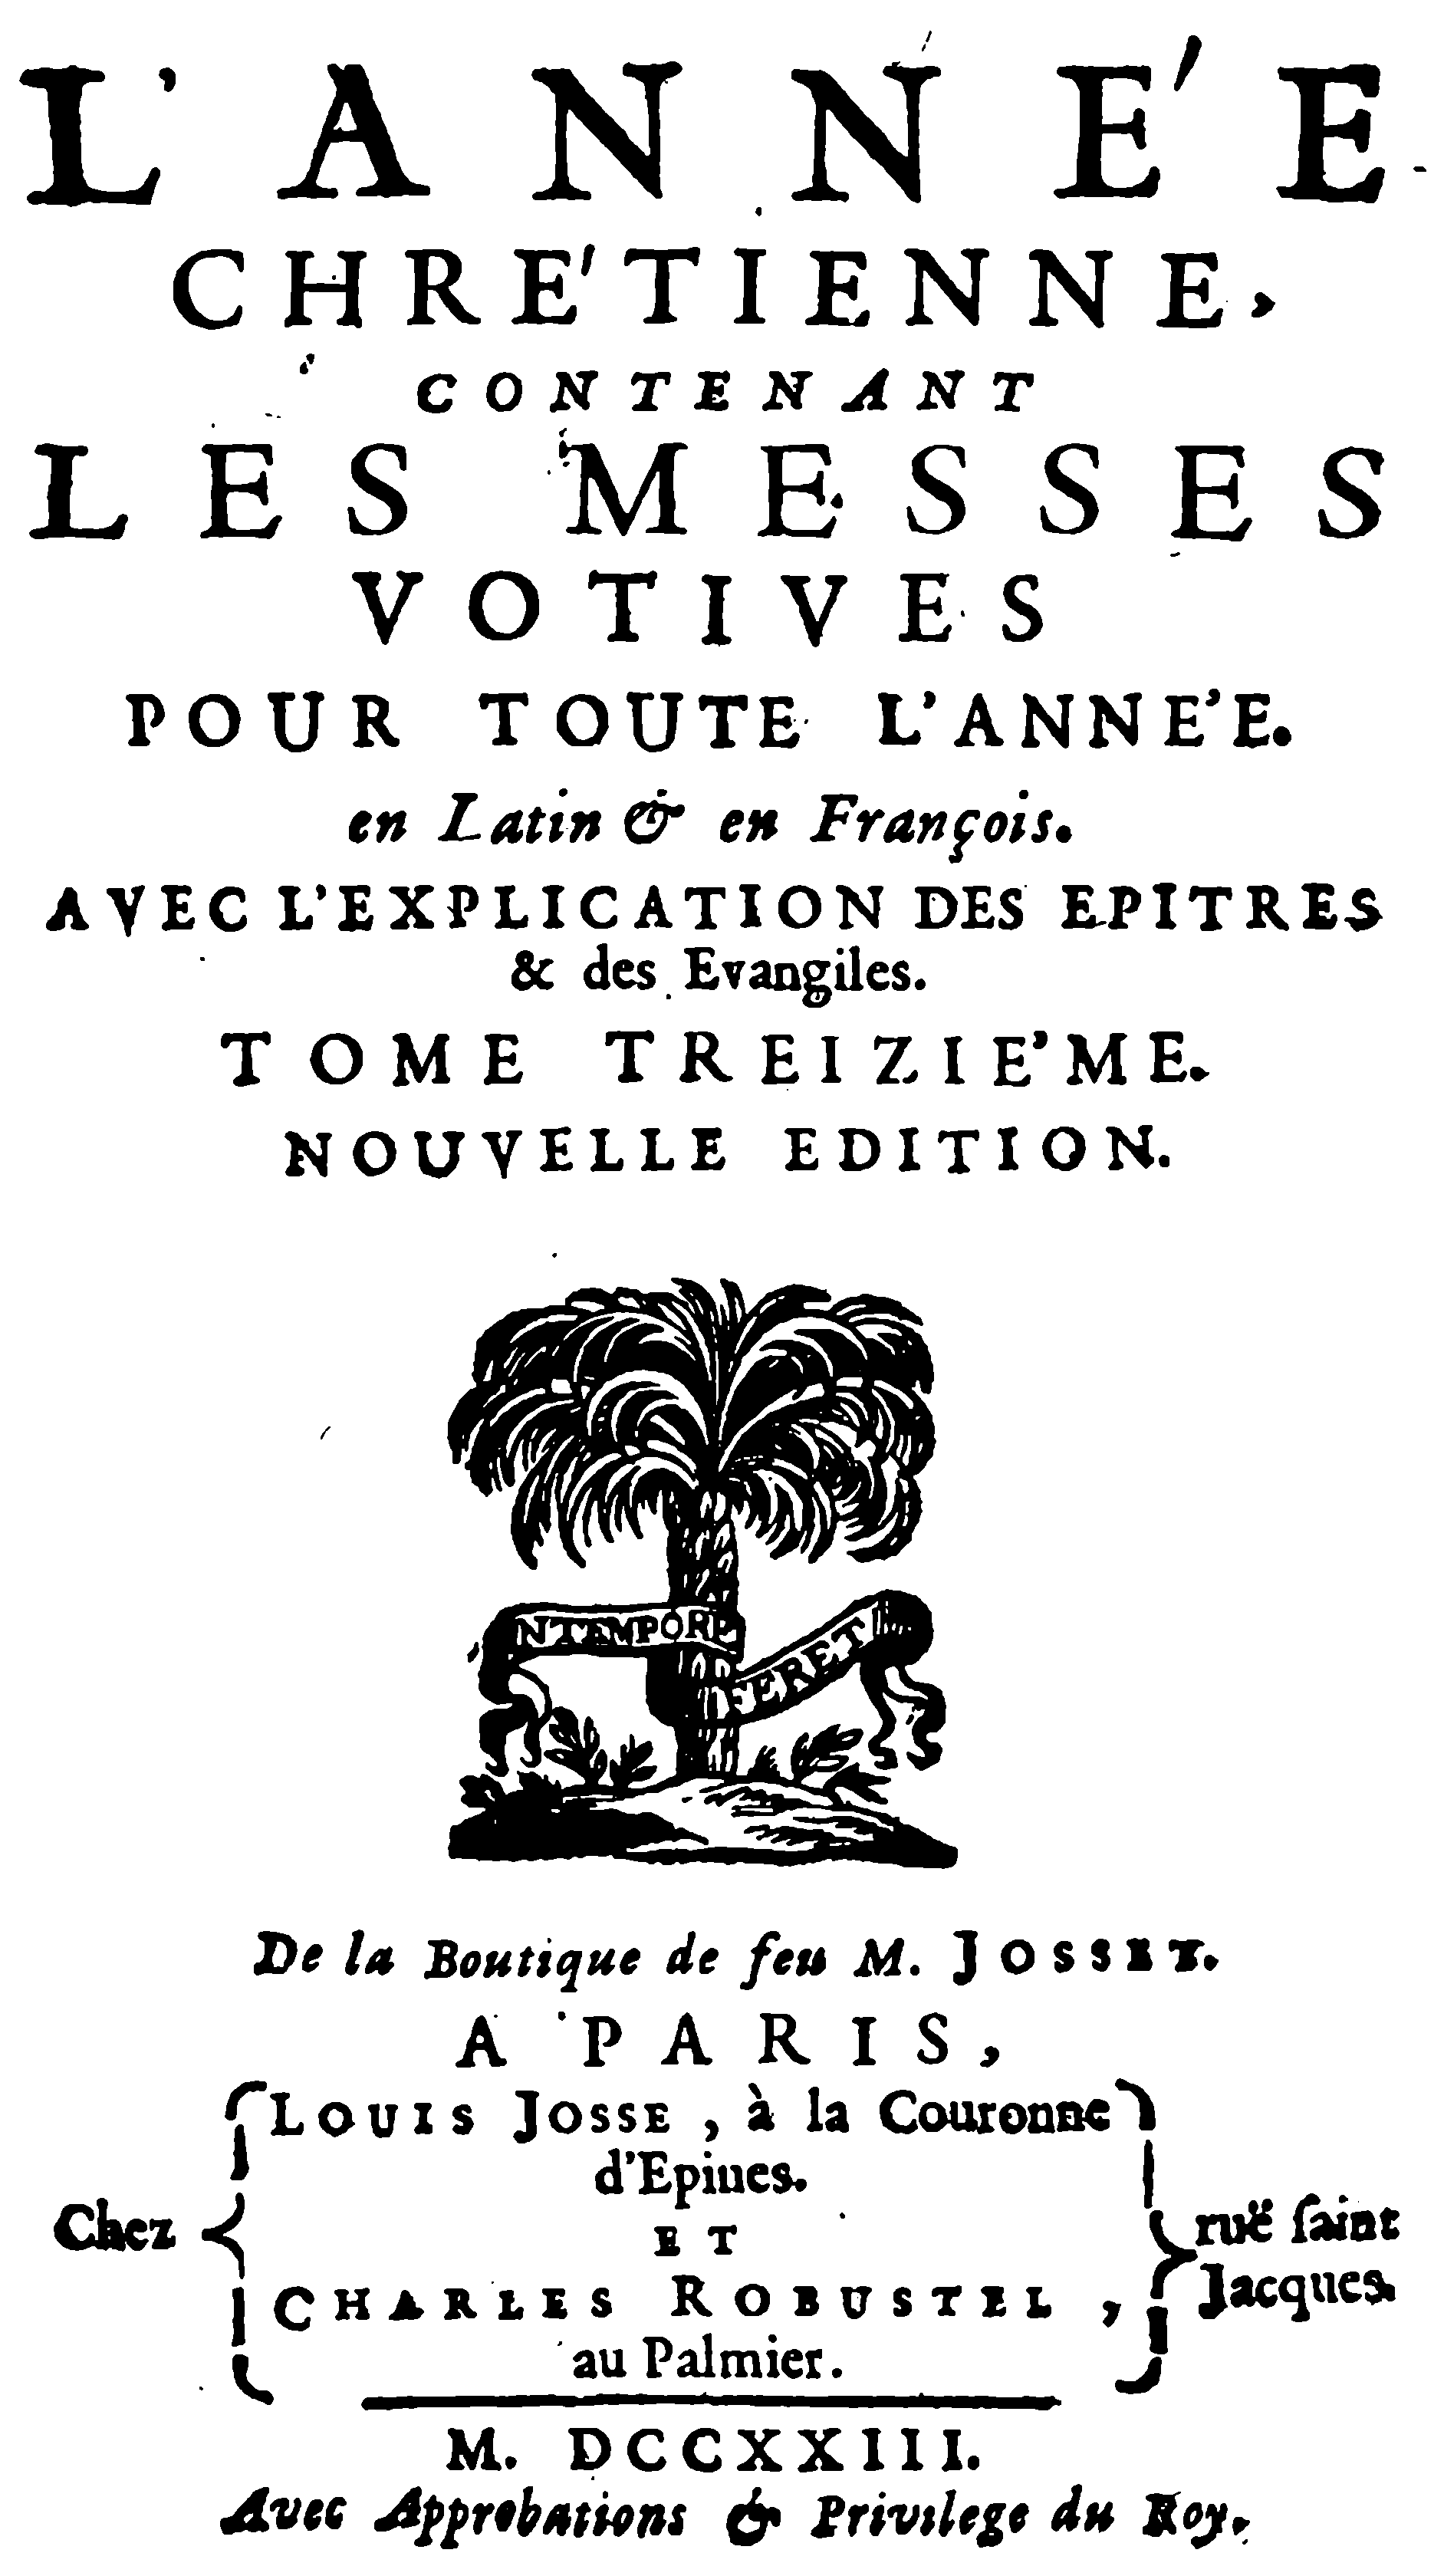 L'ANNE'E
CHRE'TIENNE,
CONTENANT
LES MESSES
VOTIVES
POUR TOUTE L'ANNE'E.
en Latin & en François.
AVEC L'EXPLICATION DES EPITRES
& des Evangiles.
TOME TREIZIE'ME.
NOUVELLE EDITION.
NTEMPORE
FERET
De la Boutique de feu M. JOSSET.
A PARIS,
LOUIS JOSSE, à la Couronne
d'Epines.
ET
Chez
CHARLES ROBUSTEL,
au Palmier.
ruë ſaint
Jacques.
M. DCCXXIII.
Avec Approbations & Privilege du Roy.